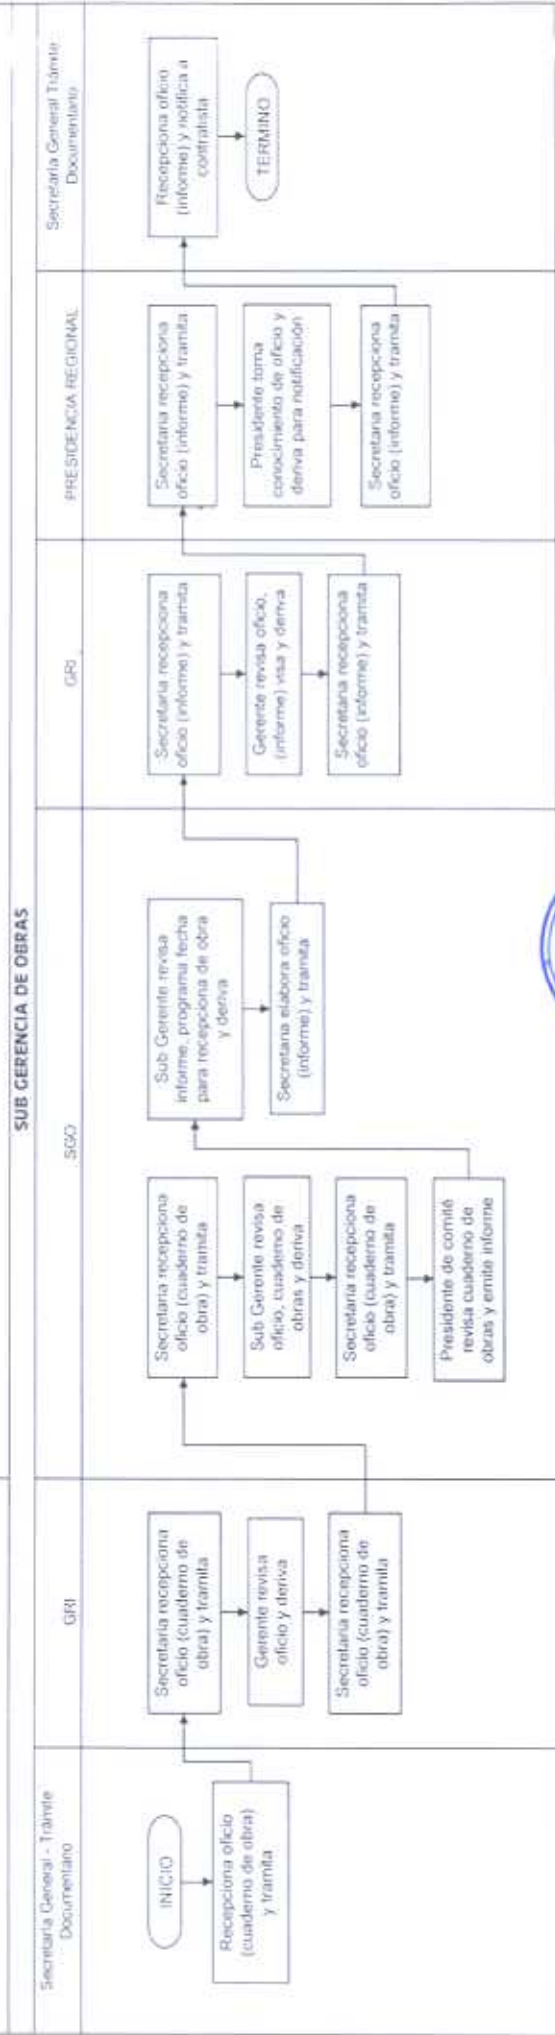 SUB GERENCIA DE OBRAS
Secretaría General - Trámite
Documentario
GRI
SGO
GRI
PRESIDENCIA REGIONAL
Secretaría General Trámite
Documentario
INICIO
Recepciona oficio
(cuaderno de obra)
y tramita
Secretaria recepciona
oficio (cuaderno de
obra) y tramita
Gerente revisa
oficio y deriva
Secretaria recepciona
oficio (cuaderno de
obra) y tramita
Secretaria recepciona
oficio (cuaderno de
obra) y tramita
Sub Gerente revisa
oficio, cuaderno de
obras y deriva
Secretaria recepciona
oficio (cuaderno de
obra) y tramita
Presidente de comité
revisa cuaderno de
obras y emite informe
Sub Gerente revisa
informe, programa fecha
para recepciona de obra
y deriva
Secretaria elabora oficio
(informe) y tramita
Secretaria recepciona
oficio (informe) y tramita
Gerente revisa oficio,
(informe) visa y deriva
Secretaria recepciona
oficio (informe) y tramita
Secretaria recepciona
oficio (informe) y tramita
Presidente toma
conocimiento de oficio y
deriva para notificación
Secretaria recepciona
oficio (informe) y tramita
Recepciona oficio
(informe) y notifica a
contratista
TERMINO